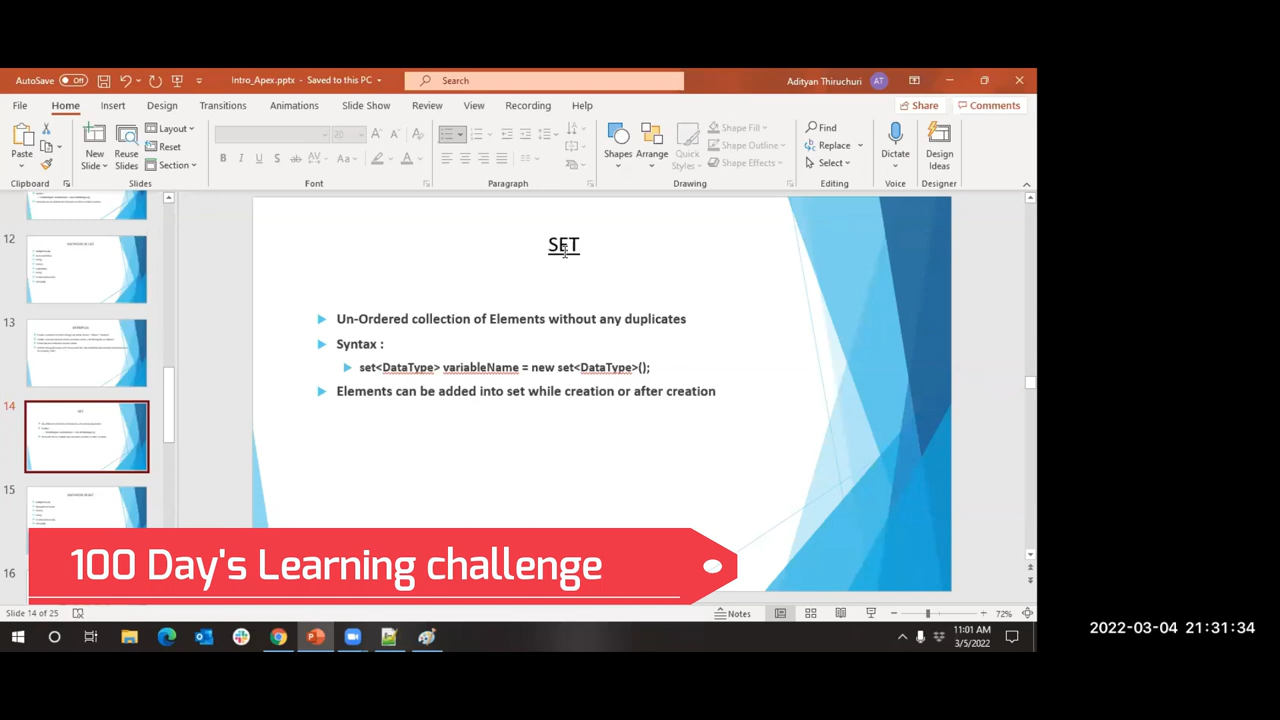 AutoSave Off
Intro_Apex.pptx - Saved to this PC
Search
Adityan Thiruchuri AT
File Home Insert Design Transitions Animations Slide Show Review View Recording Help
Share Comments
Paste
New Slide
Reuse Slides
Layout
Reset
Section
20
B I U S ab AV Aa A
Shapes
Arrange
Quick Styles
Shape Fill
Shape Outline
Shape Effects
Find
Replace
Select
Dictate
Design Ideas
Clipboard Slides Font Paragraph Drawing Editing Voice Designer
12
13
14
15
16
SET
Un-Ordered collection of Elements without any duplicates
Syntax :
set<DataType> variableName = new set<DataType>();
Elements can be added into set while creation or after creation
100 Day's Learning challenge
Slide 14 of 25
Notes
72%
11:01 AM
3/5/2022
2022-03-04 21:31:34